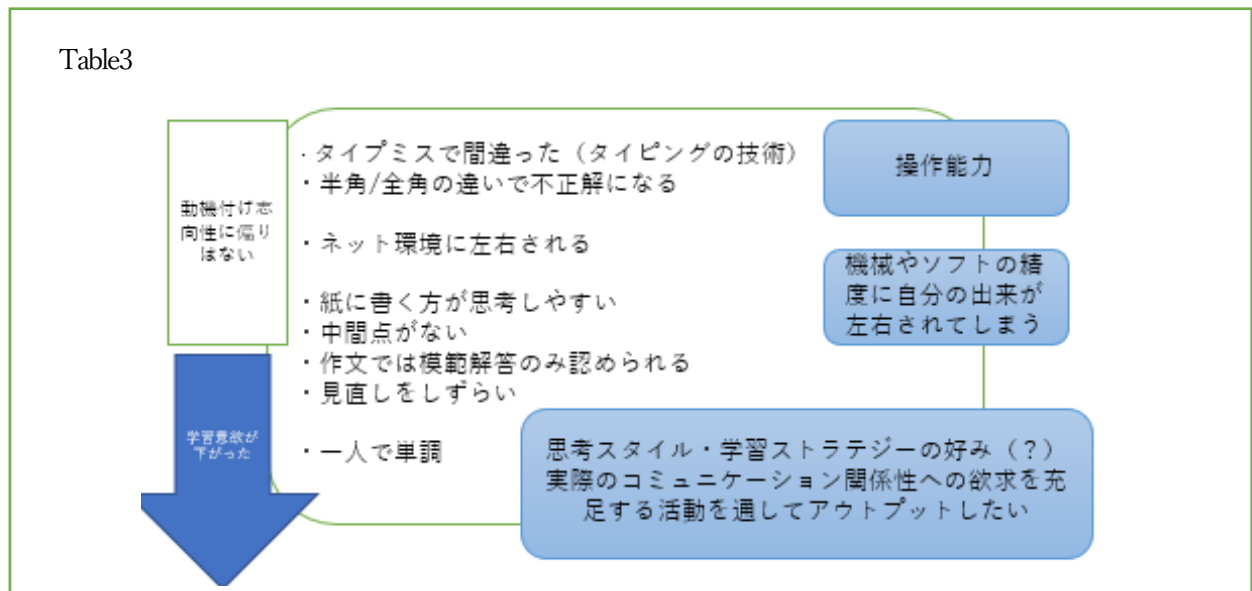 Table3
動機付け志
向性に偏り
はない
学習意欲が
下がった
・タイプミスで間違った（タイピングの技術）
・半角/全角の違いで不正解になる
・ネット環境に左右される
・紙に書く方が思考しやすい
・中間点がない
・作文では模範解答のみ認められる
・見直しをしずらい
・一人で単調
操作能力
機械やソフトの精
度に自分の出来が
左右されてしまう
思考スタイル・学習ストラテジーの好み（？）
実際のコミュニケーション関係性への欲求を充
足する活動を通してアウトプットしたい